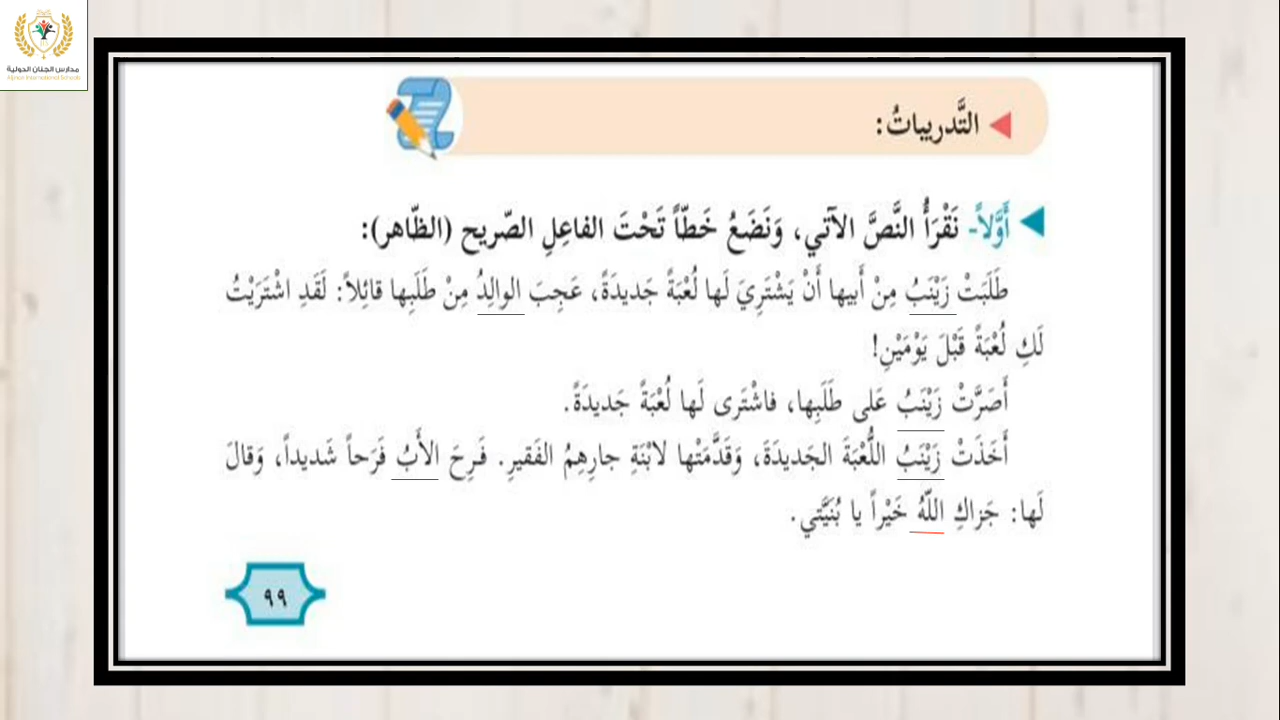 مدارس الجنان الدولية
التَّدريباتُ:
أَوَّلاً- نَقْرَأُ النَّصَّ الآتي، وَنَضَعُ خَطّاً تَحْتَ الفاعِلِ الصّريح (الظّاهر):
طَلَبَتْ زَيْنَبُ مِنْ أَبيها أَنْ يَشْتَرِيَ لَها لُعْبَةً جَديدَةً، عَجِبَ الوالِدُ مِنْ طَلَبِها قائِلاً: لَقَدِ اشْتَرَيْتُ
لَكِ لُعْبَةً قَبْلَ يَوْمَيْنِ!
أَصَرَّتْ زَيْنَبُ عَلى طَلَبِها، فاشْتَرى لَها لُعْبَةً جَديدَةً.
أَخَذَتْ زَيْنَبُ اللُّعْبَةَ الجَديدَةَ، وَقَدَّمَتْها لابْنَةِ جارِهِمُ الفَقيرِ. فَـرِحَ الأَبُ فَرَحاً شَديداً، وَقالَ
لَها: جَزاكِ اللّهُ خَيْراً يا بُنَيَّتي.
٩٩